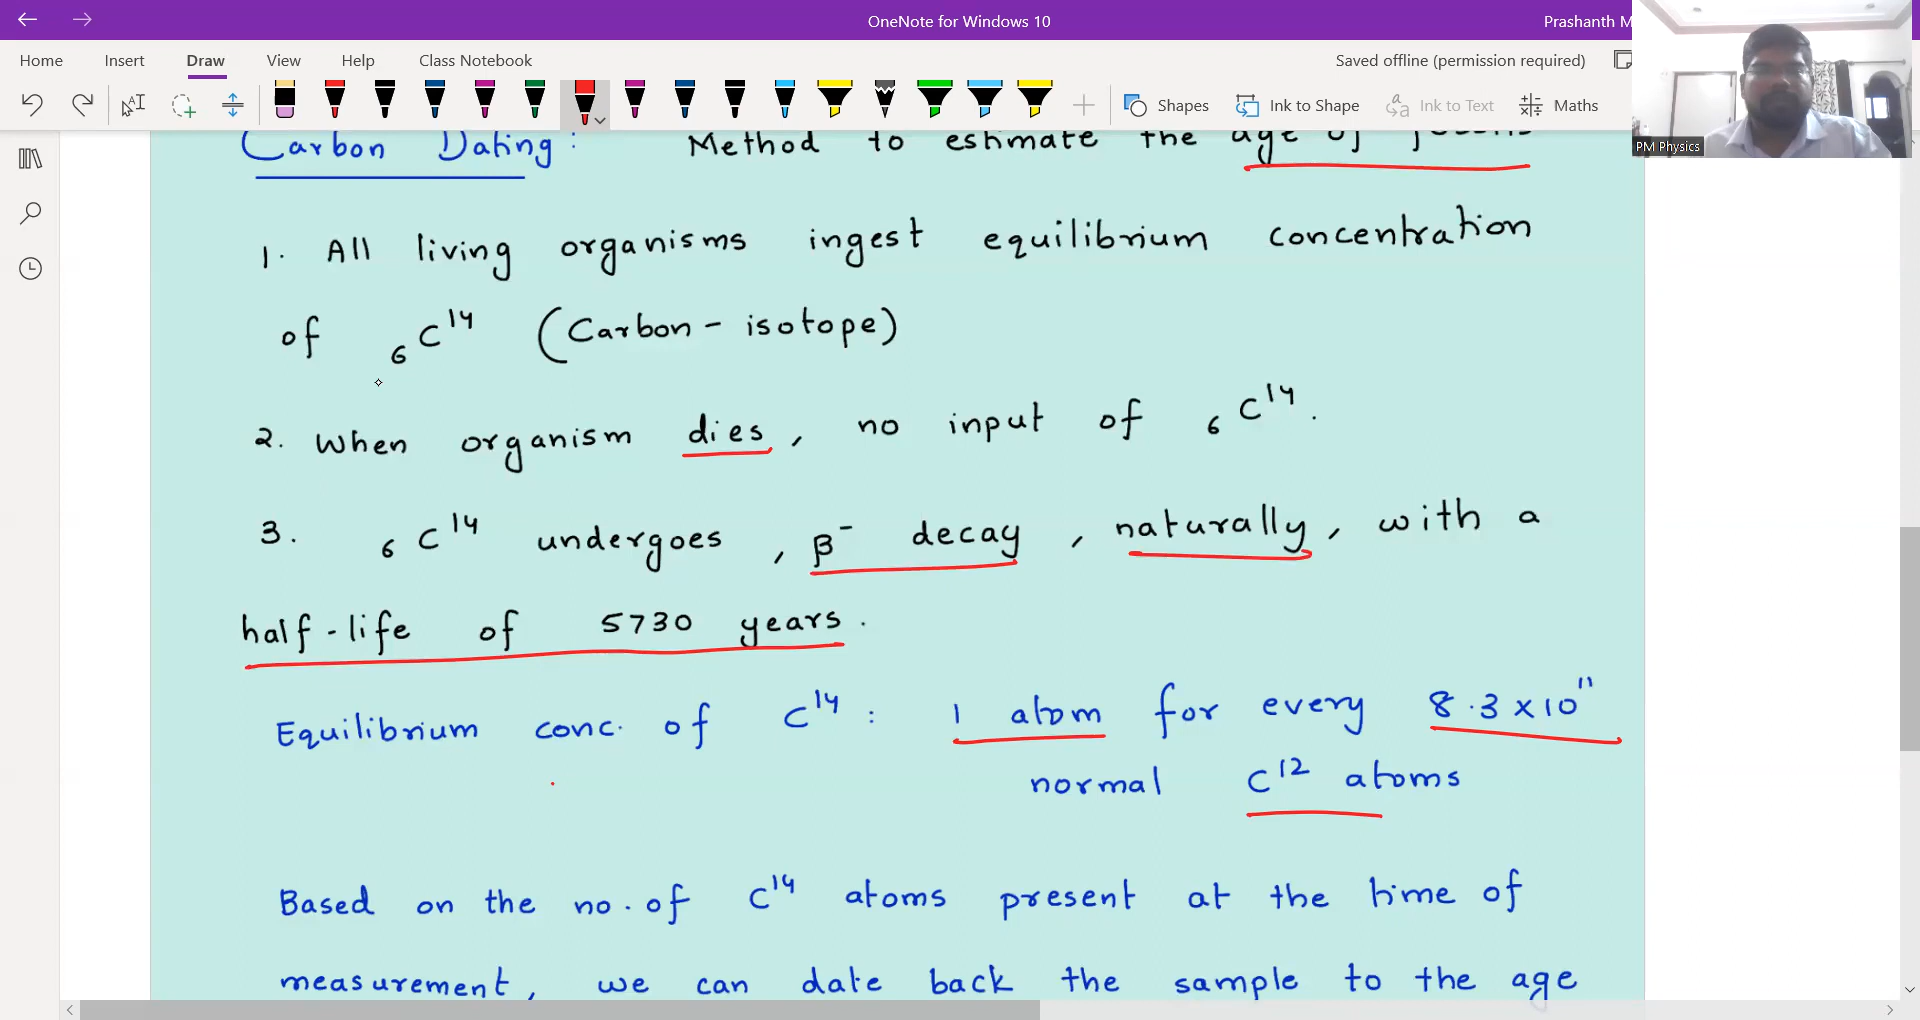 OneNote for Windows 10
Prashanth M
Home Insert Draw View Help Class Notebook
Saved offline (permission required)
Shapes Ink to Shape Ink to Text Maths
PM Physics
Carbon Dating : Method to estimate the age of
1. All living organisms ingest equilibrium concentration
of ₆C¹⁴ (Carbon - isotope)
2. When organism dies, no input of ₆C¹⁴.
3. ₆C¹⁴ undergoes, β⁻ decay, naturally, with a
half-life of 5730 years.
Equilibrium conc. of C¹⁴ : 1 atom for every 8.3 x 10¹¹
normal C¹² atoms
Based on the no. of C¹⁴ atoms present at the time of
measurement, we can date back the sample to the age